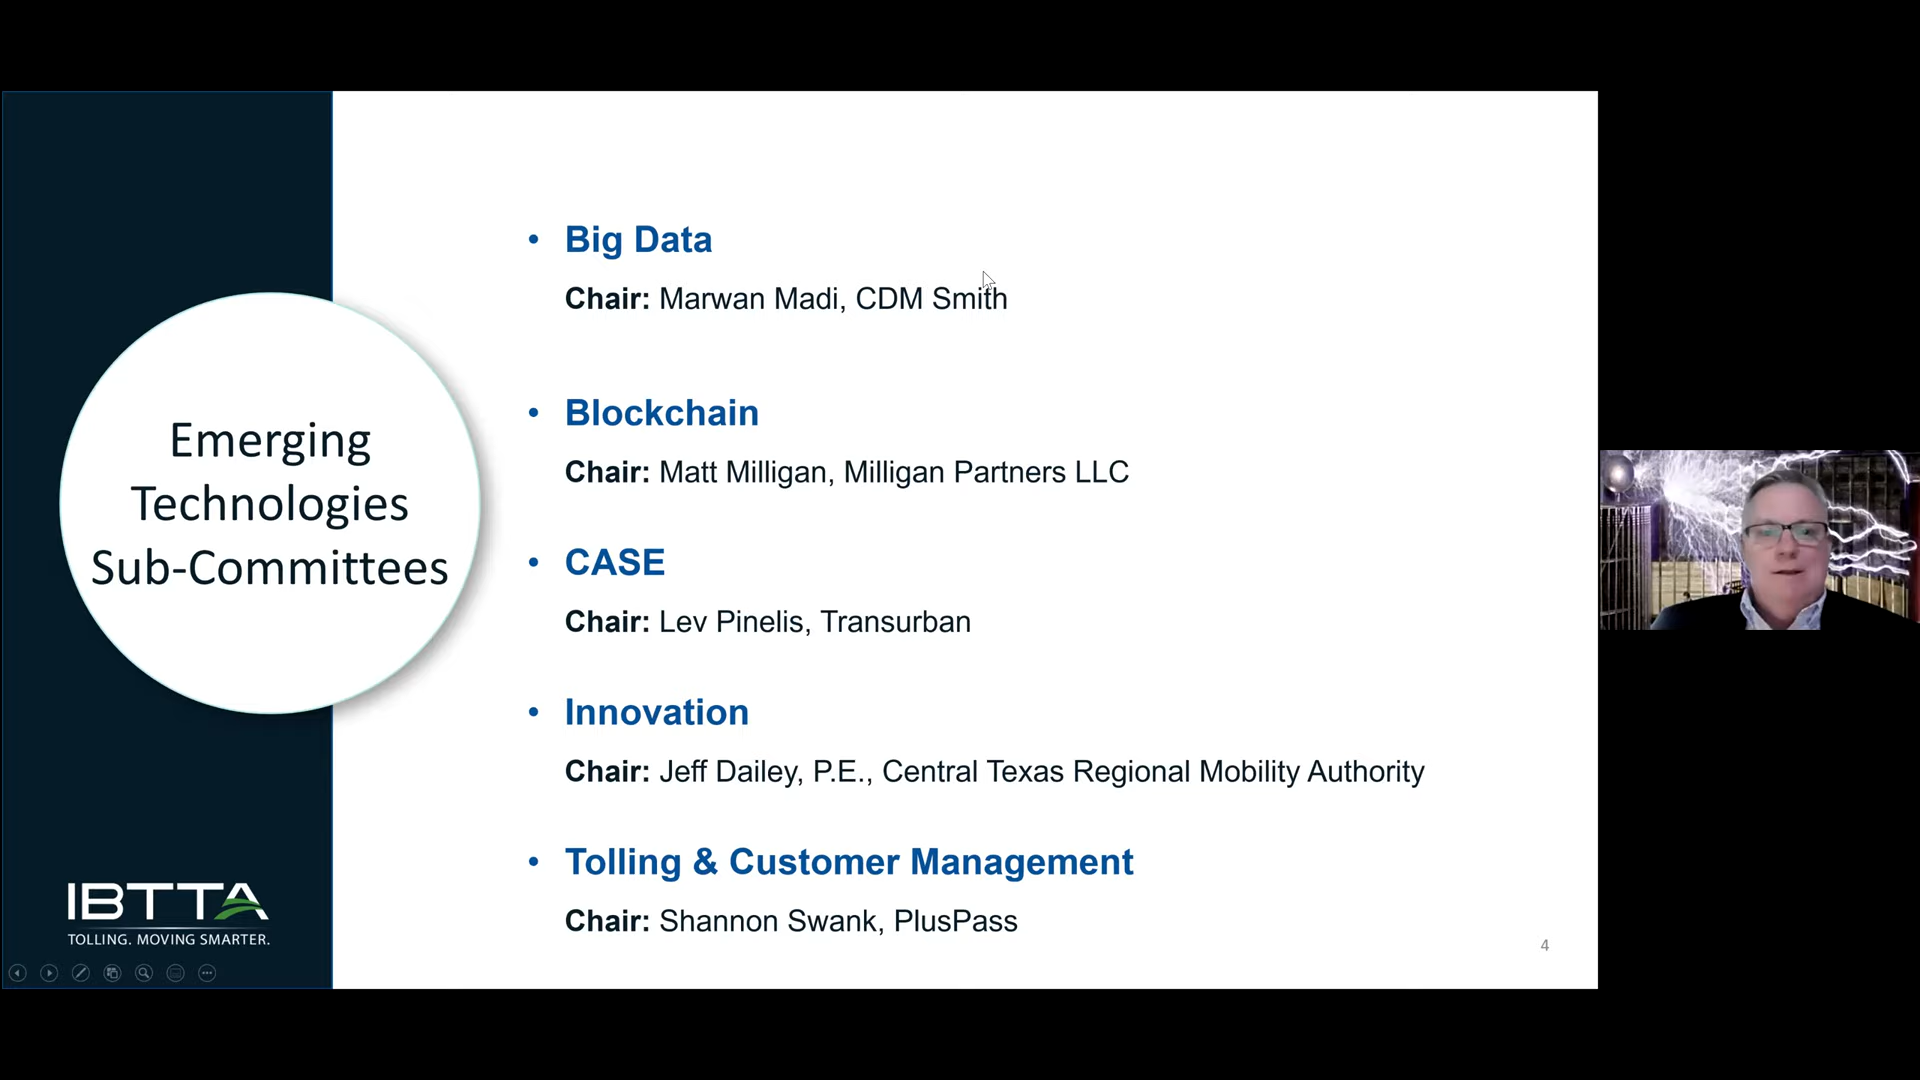 Emerging
Technologies
Sub-Committees
• Big Data
Chair: Marwan Madi, CDM Smith
• Blockchain
Chair: Matt Milligan, Milligan Partners LLC
• CASE
Chair: Lev Pinelis, Transurban
• Innovation
Chair: Jeff Dailey, P.E., Central Texas Regional Mobility Authority
• Tolling & Customer Management
Chair: Shannon Swank, PlusPass
IBTTA
TOLLING. MOVING SMARTER.
4